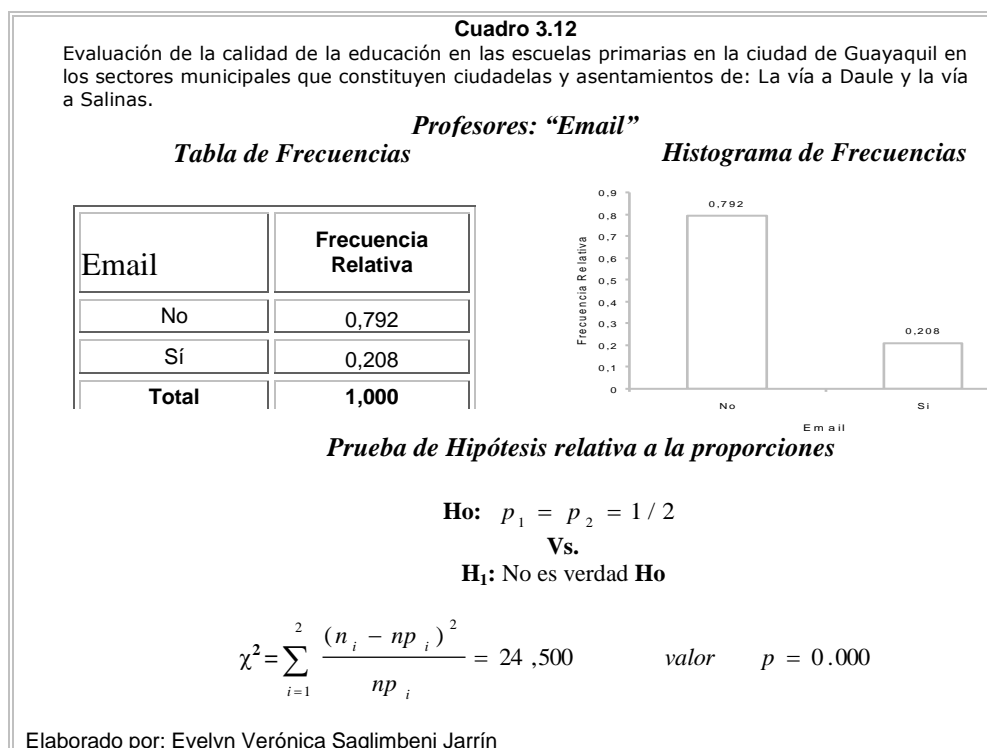 Cuadro 3.12
Evaluación de la calidad de la educación en las escuelas primarias en la ciudad de Guayaquil en
los sectores municipales que constituyen ciudadelas y asentamientos de: La vía a Daule y la vía
a Salinas.
Profesores: “Email”
Tabla de Frecuencias
Email
Frecuencia
Relativa
No 0,792
Sí 0,208
Total 1,000
Histograma de Frecuencias
Frecuencia Relativa
0,9
0,8
0,7
0,6
0,5
0,4
0,3
0,2
0,1
0
0,792
0,208
No Si
Email
Prueba de Hipótesis relativa a la proporciones
Ho: p₁ = p₂ = 1 / 2
Vs.
H₁: No es verdad Ho
χ² = ∑ᵢ₌₁² (nᵢ − npᵢ)² / npᵢ = 24 ,500 valor p = 0.000
Elaborado por: Evelyn Verónica Saglimbeni Jarrín